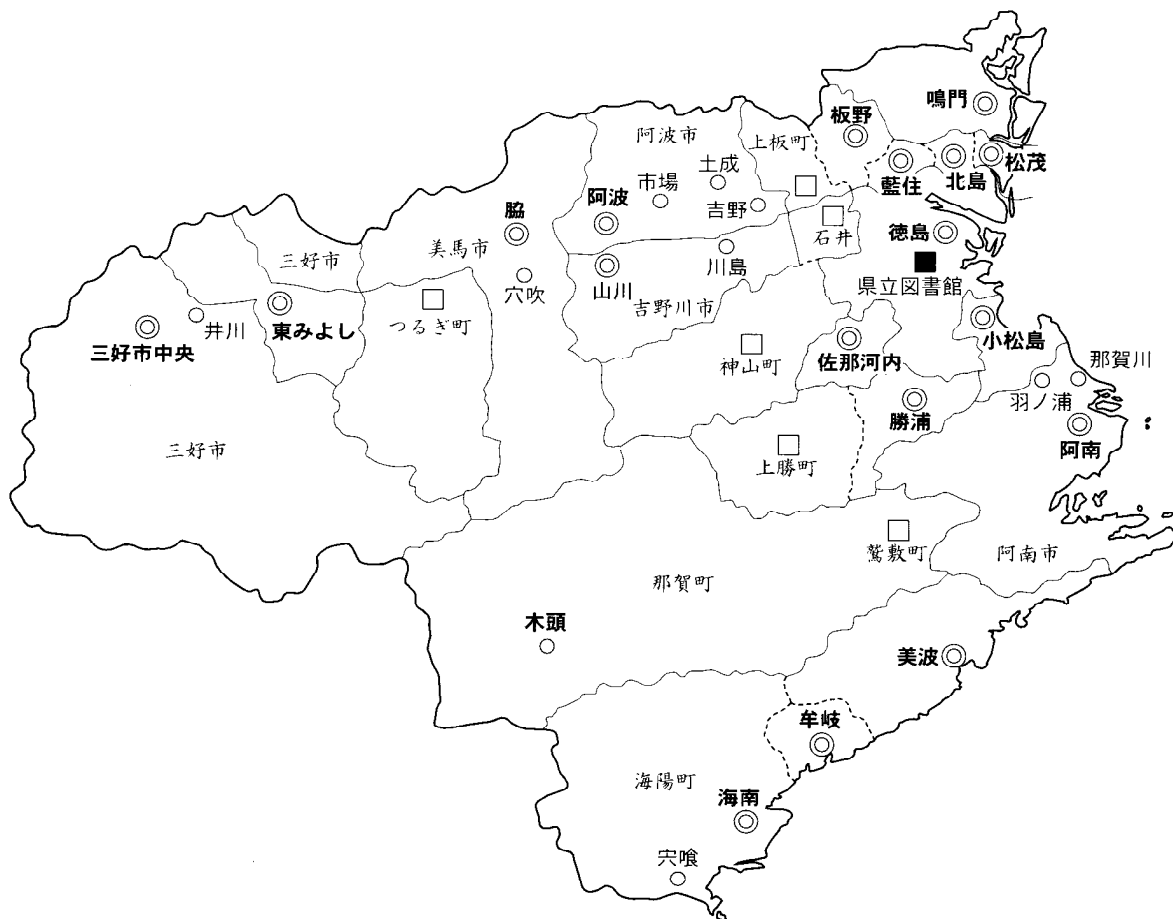 鳴門
板野
阿波市
上板町
松茂
藍住
北島
土成
市場
吉野
阿波
脇
石井
徳島
三好市
美馬市
川島
県立図書館
穴吹
山川
吉野川市
つるぎ町
東みよし
井川
三好市中央
神山町
佐那河内
小松島
那賀川
羽ノ浦
勝浦
阿南
三好市
上勝町
鷲敷町
阿南市
那賀町
木頭
美波
牟岐
海陽町
海南
宍喰